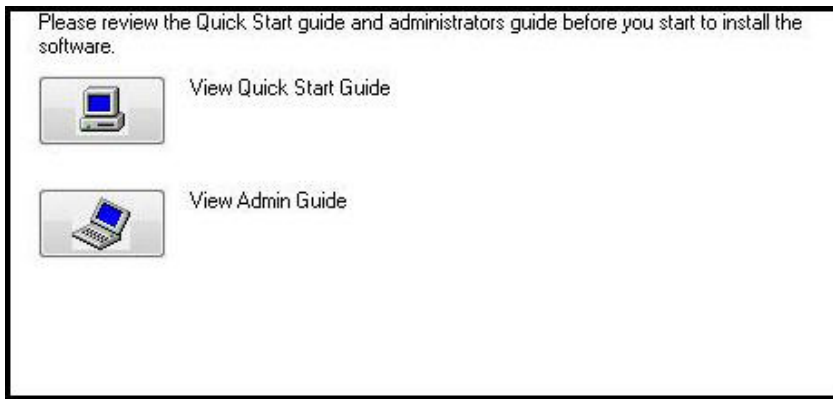 Please review the Quick Start guide and administrators guide before you start to install the
software.
View Quick Start Guide
View Admin Guide